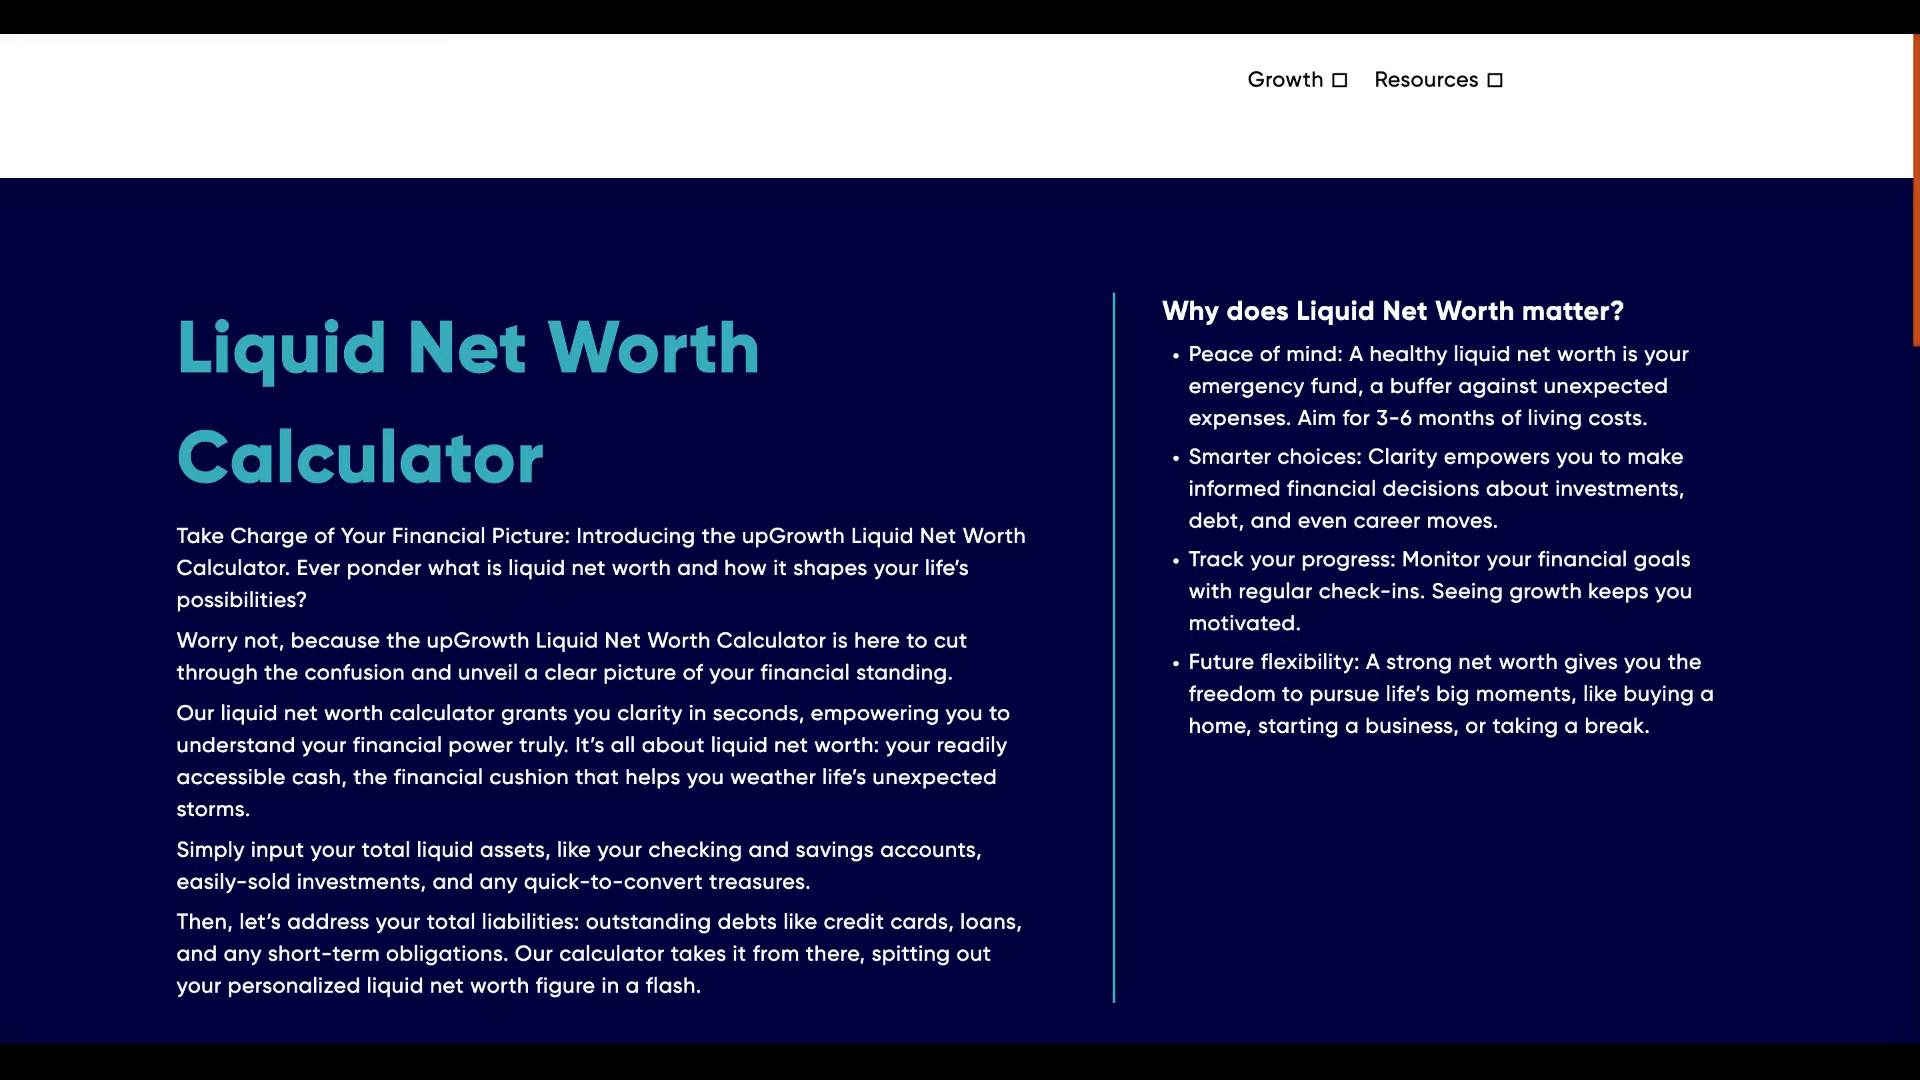 Growth
Resources
Liquid Net Worth
Calculator
Take Charge of Your Financial Picture: Introducing the upGrowth Liquid Net Worth
Calculator. Ever ponder what is liquid net worth and how it shapes your life’s
possibilities?
Worry not, because the upGrowth Liquid Net Worth Calculator is here to cut
through the confusion and unveil a clear picture of your financial standing.
Our liquid net worth calculator grants you clarity in seconds, empowering you to
understand your financial power truly. It’s all about liquid net worth: your readily
accessible cash, the financial cushion that helps you weather life’s unexpected
storms.
Simply input your total liquid assets, like your checking and savings accounts,
easily-sold investments, and any quick-to-convert treasures.
Then, let’s address your total liabilities: outstanding debts like credit cards, loans,
and any short-term obligations. Our calculator takes it from there, spitting out
your personalized liquid net worth figure in a flash.
Why does Liquid Net Worth matter?
• Peace of mind: A healthy liquid net worth is your
emergency fund, a buffer against unexpected
expenses. Aim for 3-6 months of living costs.
• Smarter choices: Clarity empowers you to make
informed financial decisions about investments,
debt, and even career moves.
• Track your progress: Monitor your financial goals
with regular check-ins. Seeing growth keeps you
motivated.
• Future flexibility: A strong net worth gives you the
freedom to pursue life’s big moments, like buying a
home, starting a business, or taking a break.